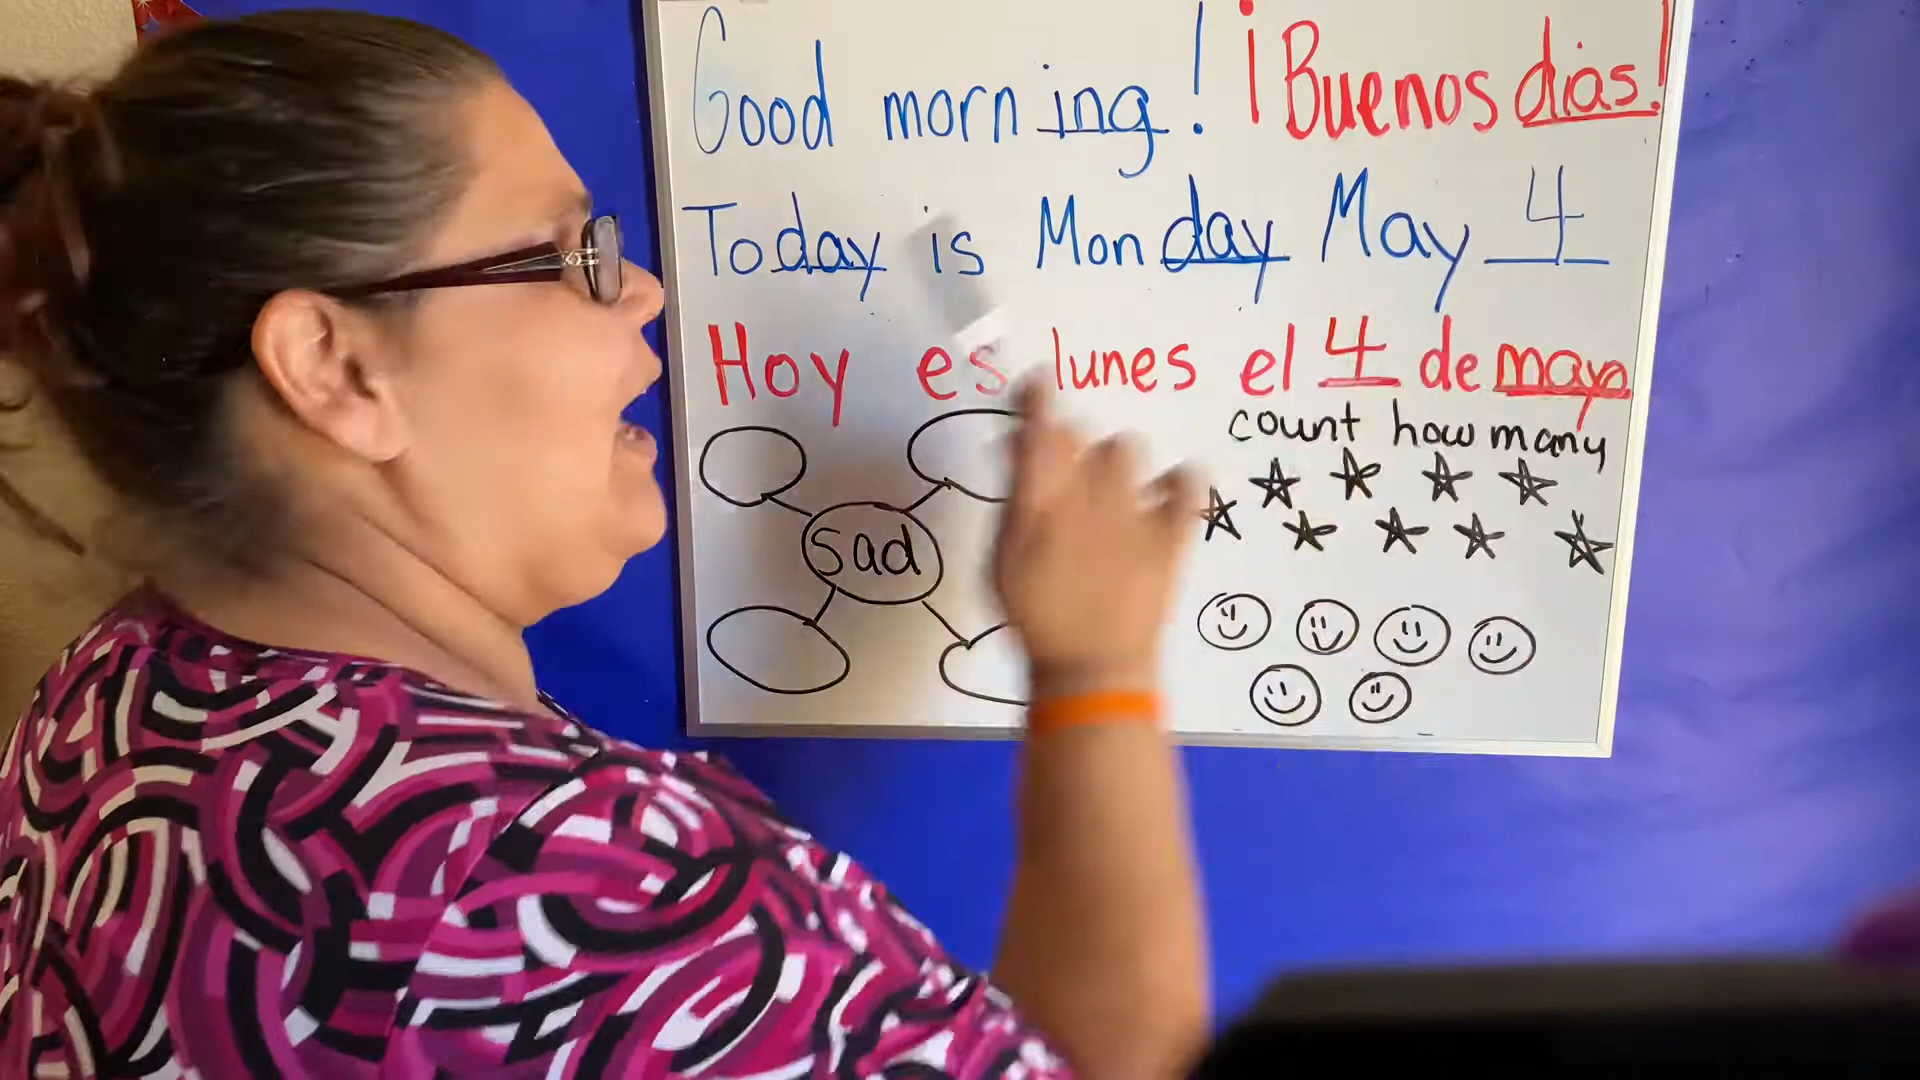 Good morning! ¡Buenos dias!
Today is Monday May 4
Hoy es lunes el 4 de mayo
count how many
sad